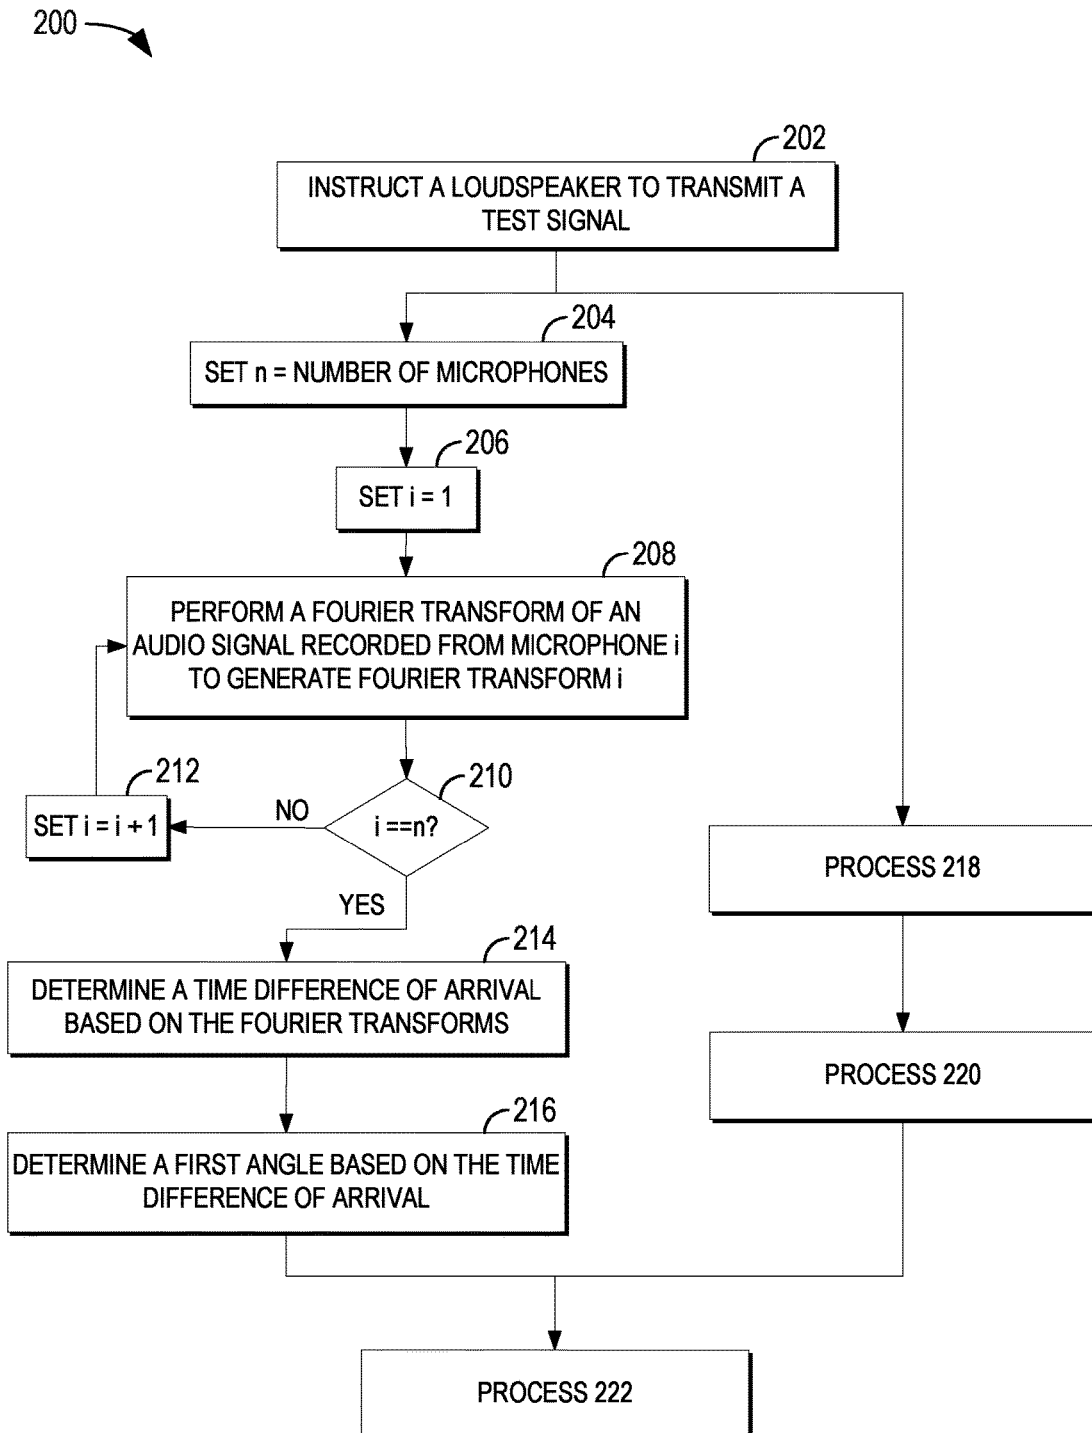 200
202
INSTRUCT A LOUDSPEAKER TO TRANSMIT A
TEST SIGNAL
204
SET n = NUMBER OF MICROPHONES
206
SET i = 1
208
PERFORM A FOURIER TRANSFORM OF AN
AUDIO SIGNAL RECORDED FROM MICROPHONE i
TO GENERATE FOURIER TRANSFORM i
210
i ==n?
NO
212
SET i = i + 1
YES
214
DETERMINE A TIME DIFFERENCE OF ARRIVAL
BASED ON THE FOURIER TRANSFORMS
216
DETERMINE A FIRST ANGLE BASED ON THE TIME
DIFFERENCE OF ARRIVAL
PROCESS 218
PROCESS 220
PROCESS 222